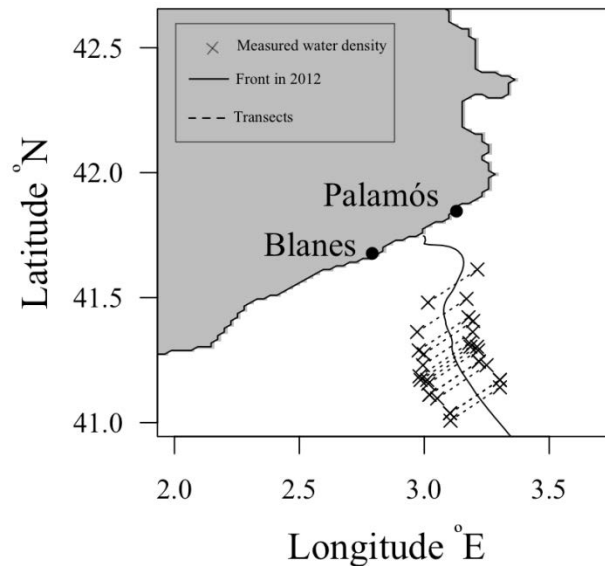 Measured water density
Front in 2012
Transects
42.5
42.0
41.5
41.0
Latitude °N
Palamós
Blanes
2.0 2.5 3.0 3.5
Longitude °E